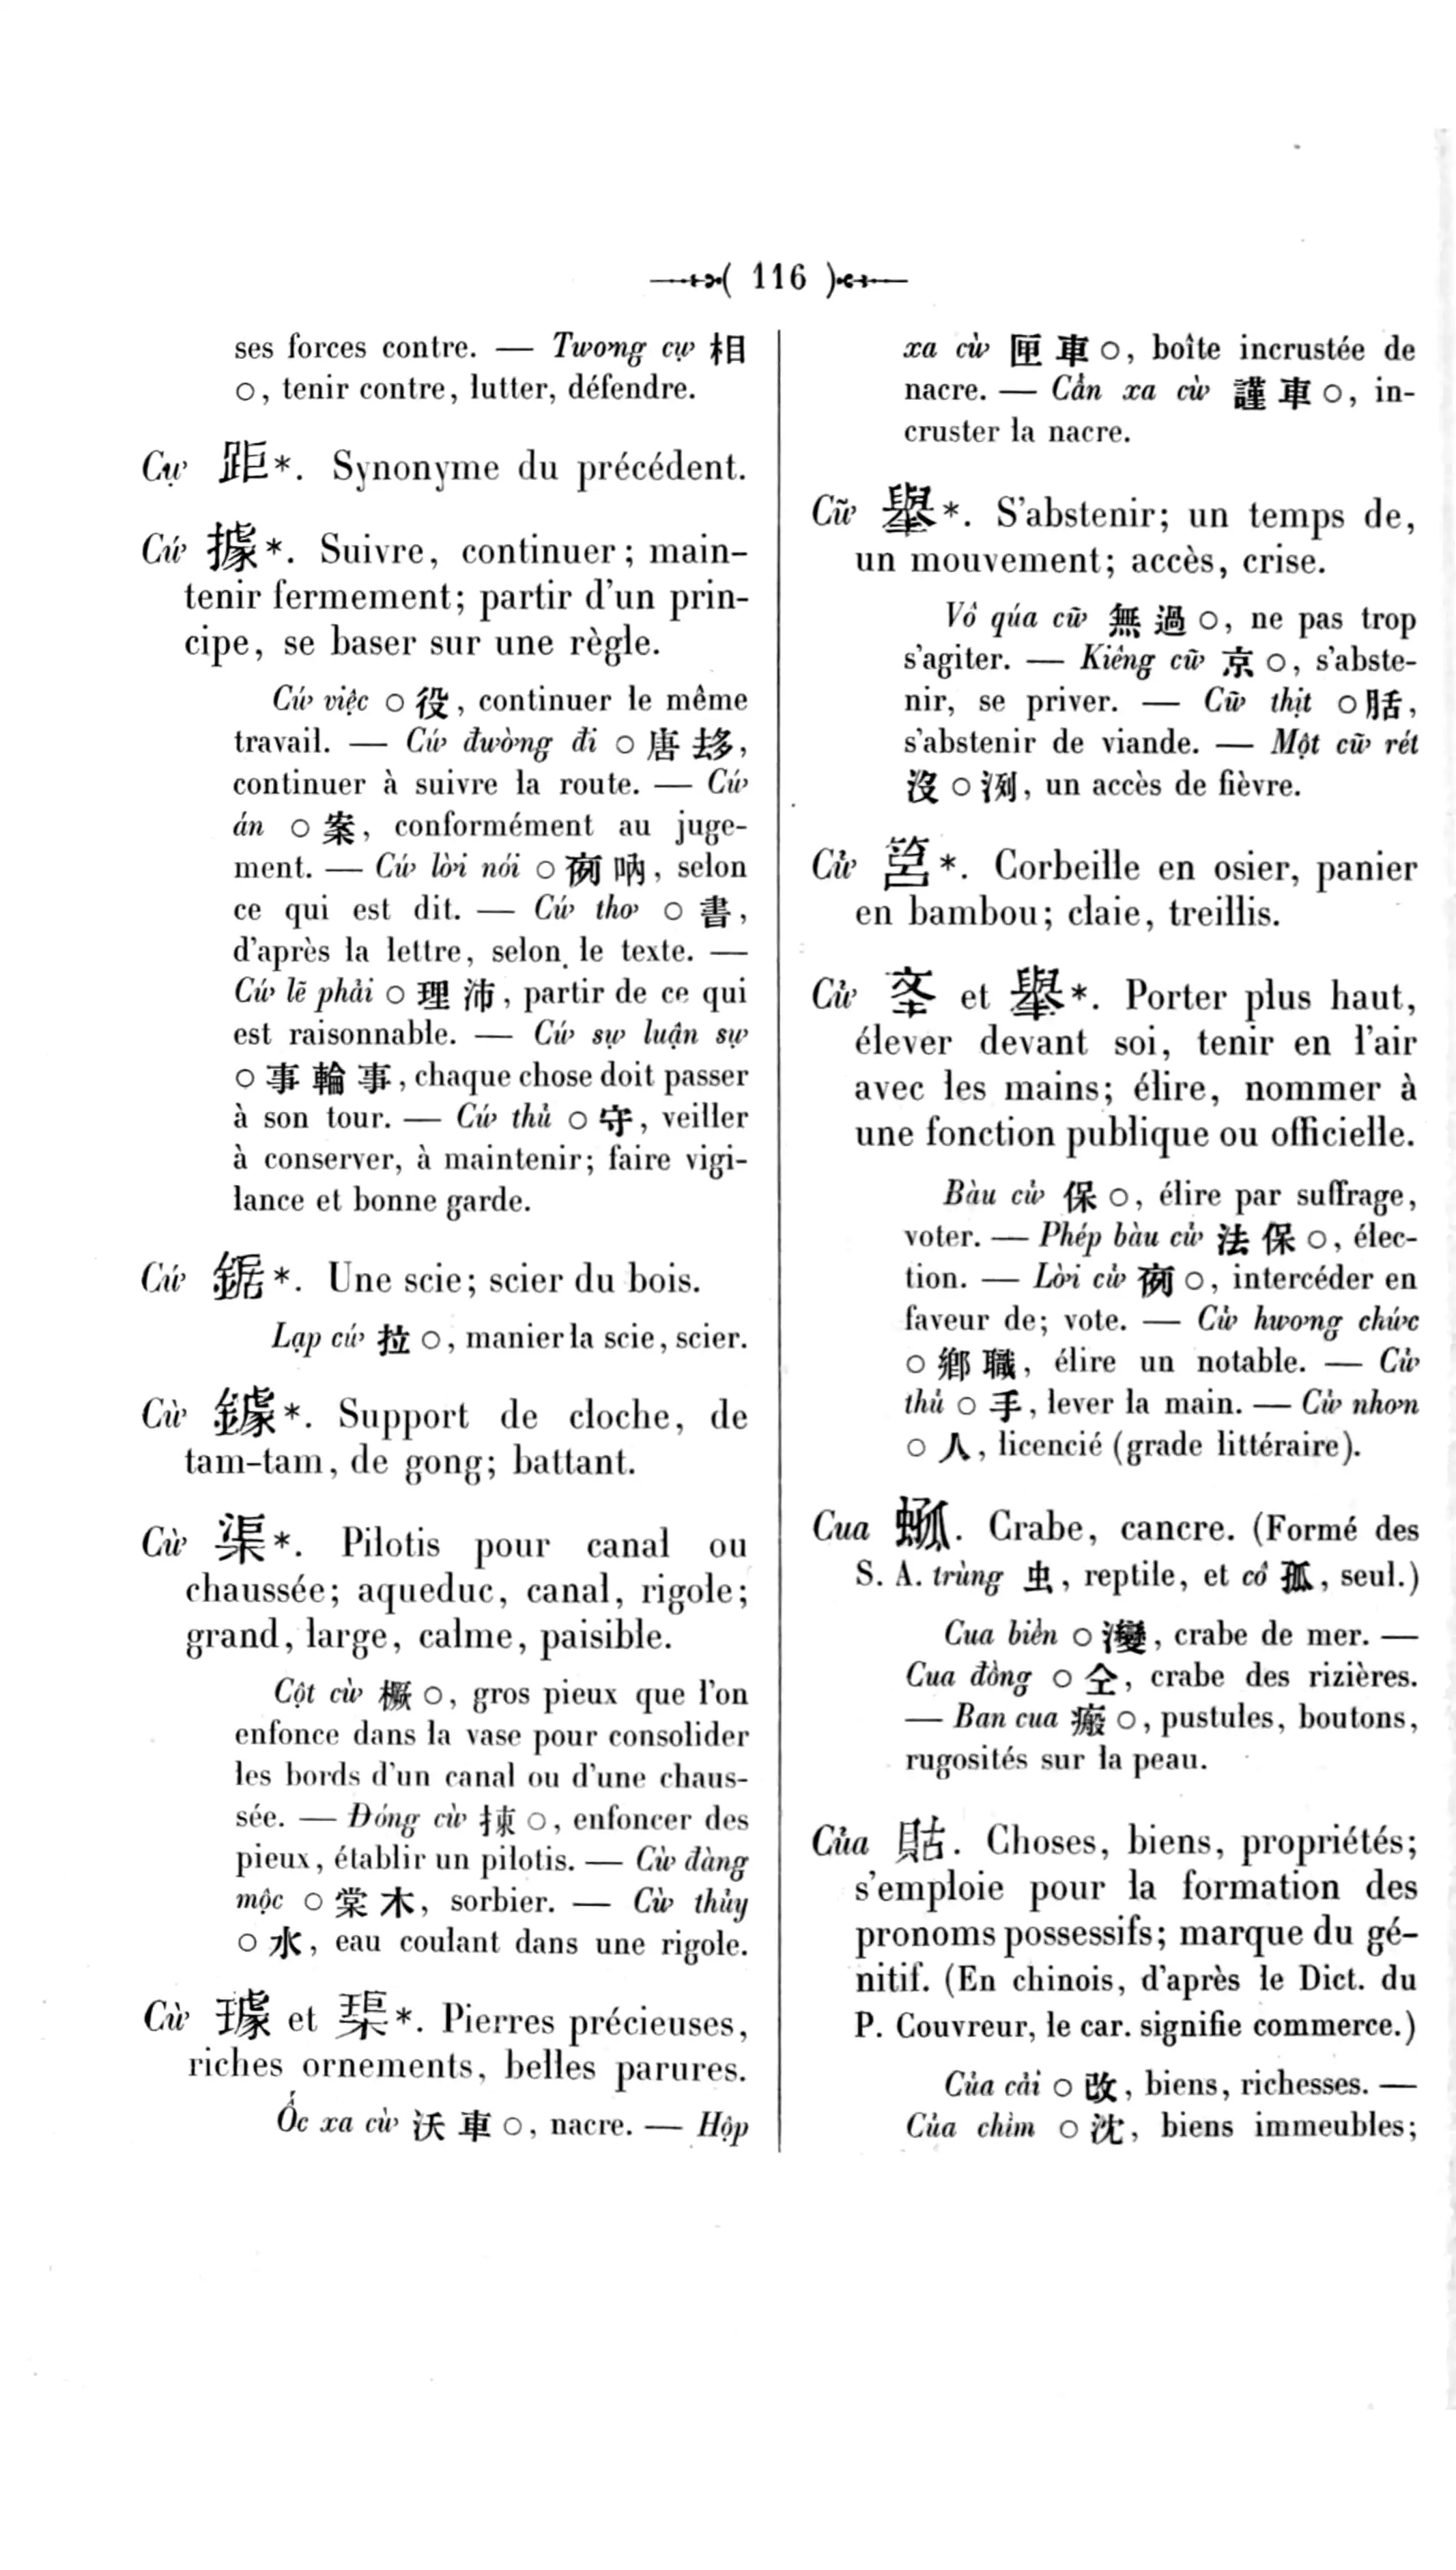 ( 116 )
ses forces contre. — Tương cự 相
○, tenir contre, lutter, défendre.
Cự 距*. Synonyme du précédent.
Cứ 據*. Suivre, continuer; main-
tenir fermement; partir d'un prin-
cipe, se baser sur une règle.
Cứ việc ○ 役, continuer le même
travail. — Cứ đường đi ○ 唐 𠫾,
continuer à suivre la route. — Cứ
án ○ 案, conformément au juge-
ment. — Cứ lời nói ○ 𠳒 吶, selon
ce qui est dit. — Cứ thơ ○ 書,
d'après la lettre, selon le texte. —
Cứ lẽ phải ○ 理 沛, partir de ce qui
est raisonnable. — Cứ sự luận sự
○ 事 輪 事, chaque chose doit passer
à son tour. — Cứ thủ ○ 守, veiller
à conserver, à maintenir; faire vigi-
lance et bonne garde.
Cứ 鋸*. Une scie; scier du bois.
Lạp cứ 拉 ○, manier la scie, scier.
Cừ 鐻*. Support de cloche, de
tam-tam, de gong; battant.
Cừ 渠*. Pilotis pour canal ou
chaussée; aqueduc, canal, rigole;
grand, large, calme, paisible.
Cột cừ 橛 ○, gros pieux que l'on
enfonce dans la vase pour consolider
les bords d'un canal ou d'une chaus-
sée. — Đóng cừ 揀 ○, enfoncer des
pieux, établir un pilotis. — Cừ đàng
mộc ○ 棠 木, sorbier. — Cừ thủy
○ 水, eau coulant dans une rigole.
Cừ 璩 et 璖*. Pierres précieuses,
riches ornements, belles parures.
Ốc xa cừ 沃 車 ○, nacre. — Hộp
xa cừ 匣 車 ○, boîte incrustée de
nacre. — Cẩn xa cừ 謹 車 ○, in-
cruster la nacre.
Cữ 舉*. S'abstenir; un temps de,
un mouvement; accès, crise.
Vô qúa cữ 無 過 ○, ne pas trop
s'agiter. — Kiêng cữ 京 ○, s'abste-
nir, se priver. — Cữ thịt ○ 𦧘,
s'abstenir de viande. — Một cữ rét
沒 ○ 洌, un accès de fièvre.
Cử 筥*. Corbeille en osier, panier
en bambou; claie, treillis.
Cử et 舉*. Porter plus haut,
élever devant soi, tenir en l'air
avec les mains; élire, nommer à
une fonction publique ou officielle.
Bàu cử 保 ○, élire par suffrage,
voter. — Phép bàu cử 法 保 ○, élec-
tion. — Lời cử 𠳒 ○, intercéder en
faveur de; vote. — Cử hương chức
○ 鄉 職, élire un notable. — Cử
thủ ○ 手, lever la main. — Cử nhơn
○ 人, licencié (grade littéraire).
Cua 𧍆. Crabe, cancre. (Formé des
S. A. trùng 虫, reptile, et cô 孤, seul.)
Cua biển ○ 灓, crabe de mer. —
Cua đồng ○ 仝, crabe des rizières.
— Ban cua 瘢 ○, pustules, boutons,
rugosités sur la peau.
Của 貼. Choses, biens, propriétés;
s'emploie pour la formation des
pronoms possessifs; marque du gé-
nitif. (En chinois, d'après le Dict. du
P. Couvreur, le car. signifie commerce.)
Của cải ○ 改, biens, richesses. —
Của chìm ○ 沈, biens immeubles;